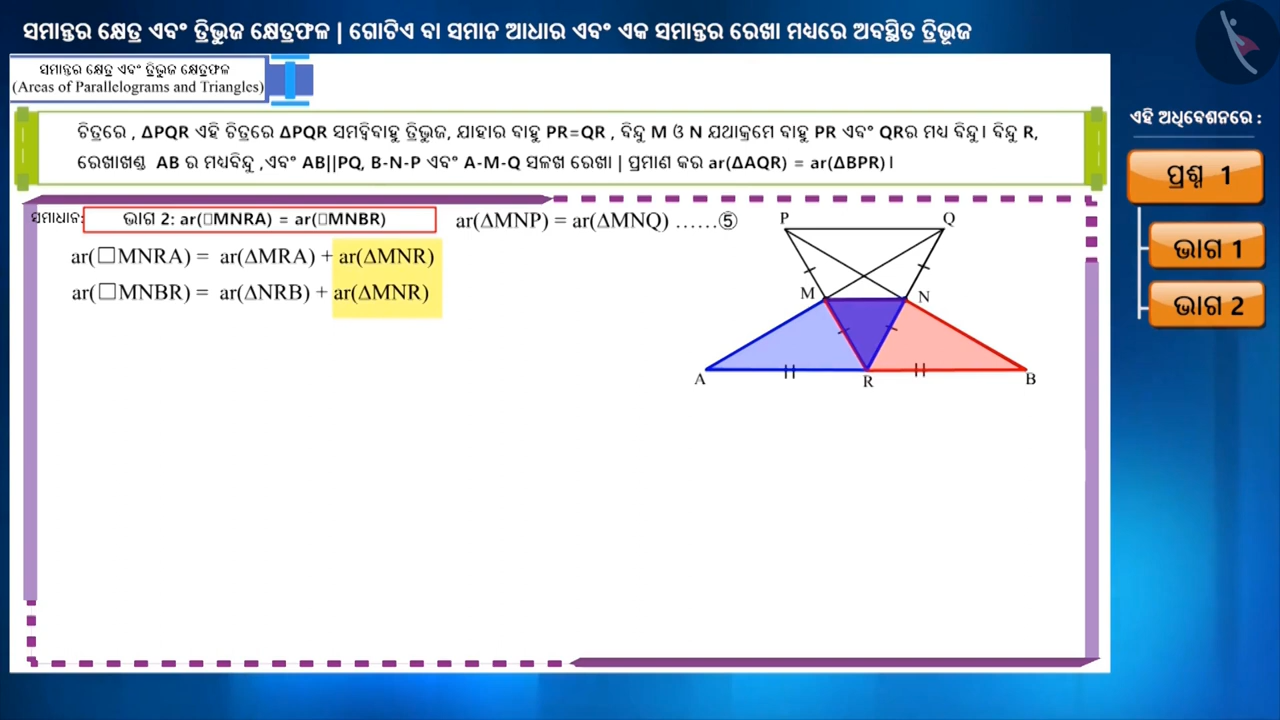 ସମାନ୍ତର କ୍ଷେତ୍ର ଏବଂ ତ୍ରିଭୁଜ କ୍ଷେତ୍ରଫଳ | ଗୋଟିଏ ବା ସମାନ ଆଧାର ଏବଂ ଏକ ସମାନ୍ତର ରେଖା ମଧ୍ୟରେ ଅବସ୍ଥିତ ତ୍ରିଭୂଜ
ସମାନ୍ତର କ୍ଷେତ୍ର ଏବଂ ତ୍ରିଭୁଜ କ୍ଷେତ୍ରଫଳ
(Areas of Parallelograms and Triangles)
ଚିତ୍ରରେ , ΔPQR ଏହି ଚିତ୍ରରେ ΔPQR ସମଦ୍ୱିବାହୁ ତ୍ରିଭୁଜ, ଯାହାର ବାହୁ PR=QR , ବିନ୍ଦୁ M ଓ N ଯଥାକ୍ରମେ ବାହୁ PR ଏବଂ QRର ମଧ୍ୟ ବିନ୍ଦୁ। ବିନ୍ଦୁ R,
ରେଖାଖଣ୍ଡ AB ର ମଧ୍ୟବିନ୍ଦୁ ,ଏବଂ AB||PQ, B-N-P ଏବଂ A-M-Q ସଳଖ ରେଖା | ପ୍ରମାଣ କର ar(ΔAQR) = ar(ΔBPR)।
ସମାଧାନ:
ଭାଗ 2: ar(□MNRA) = ar(□MNBR)
ar(ΔMNP) = ar(ΔMNQ) ......⑤
ar(□MNRA) = ar(ΔMRA) + ar(ΔMNR)
ar(□MNBR) = ar(ΔNRB) + ar(ΔMNR)
P
Q
M
N
A
R
B
ଏହି ଅଧିବେଶନରେ :
ପ୍ରଶ୍ନ 1
ଭାଗ 1
ଭାଗ 2